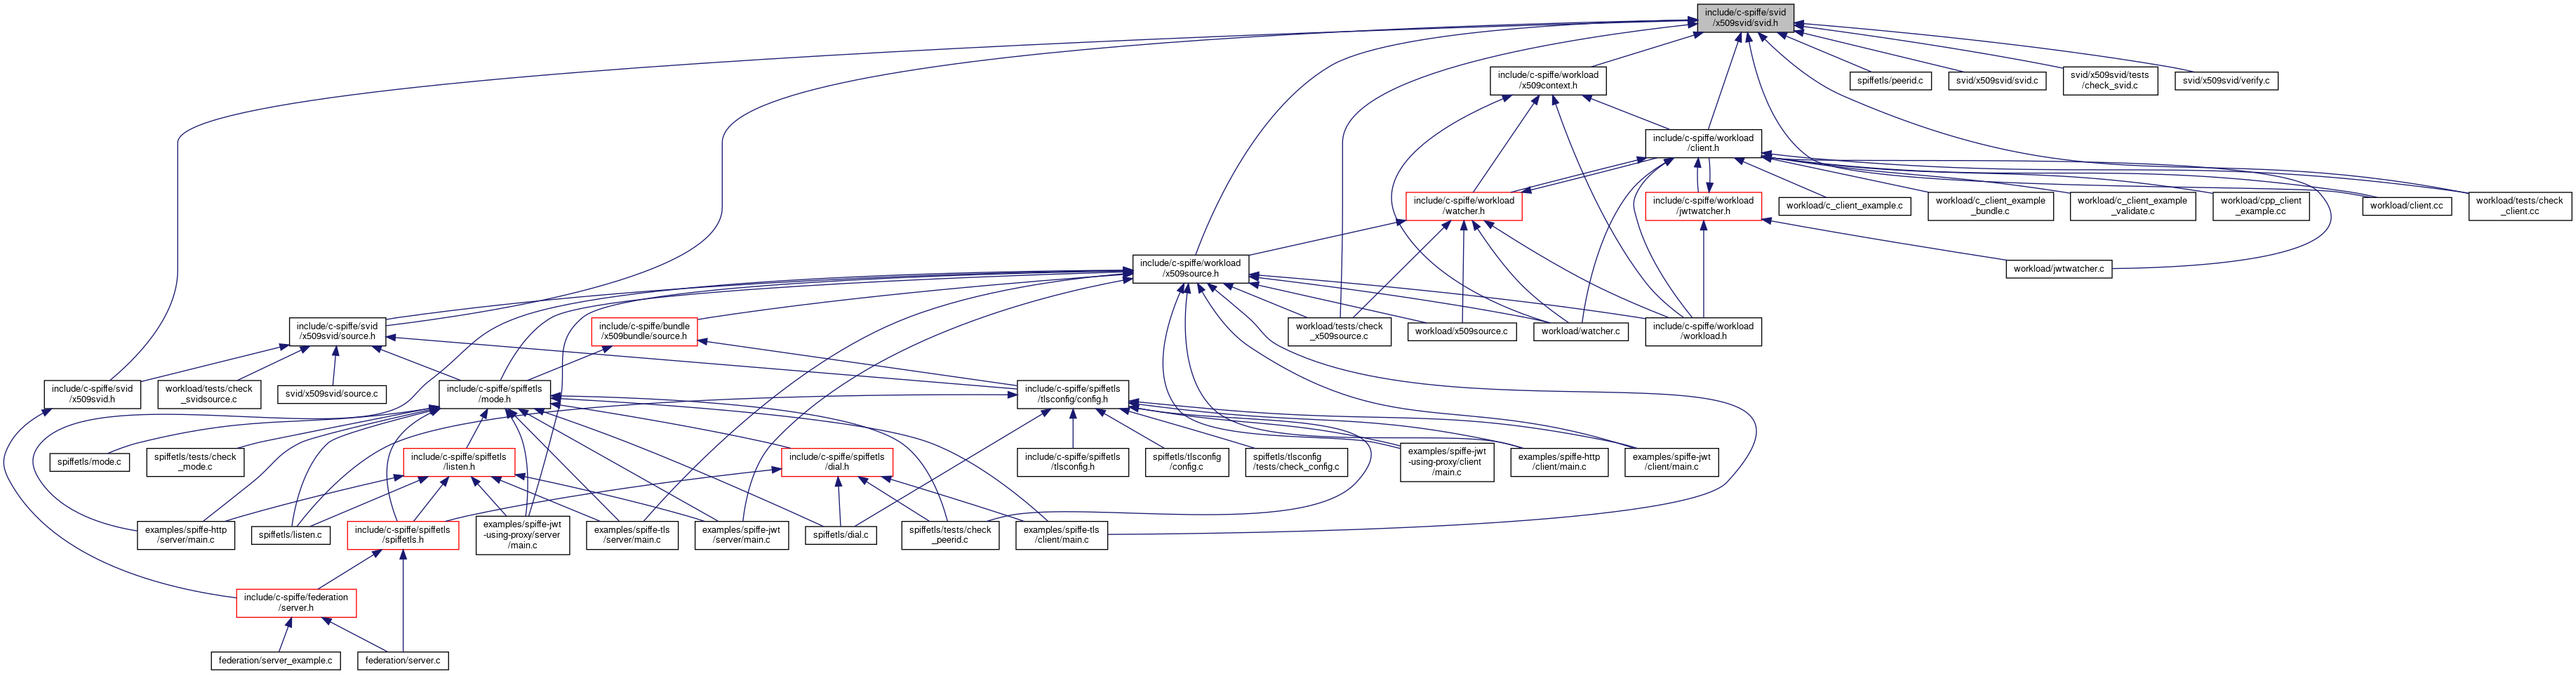 include/c-spiffe/svid
/x509svid/svid.h
include/c-spiffe/workload
/x509context.h
spiffetls/peerid.c
svid/x509svid/svid.c
svid/x509svid/tests
/check_svid.c
svid/x509svid/verify.c
include/c-spiffe/workload
/client.h
include/c-spiffe/workload
/watcher.h
include/c-spiffe/workload
/jwtwatcher.h
workload/c_client_example.c
workload/c_client_example
_bundle.c
workload/c_client_example
_validate.c
workload/cpp_client
_example.cc
workload/client.cc
workload/tests/check
_client.cc
include/c-spiffe/workload
/x509source.h
workload/jwtwatcher.c
include/c-spiffe/svid
/x509svid/source.h
include/c-spiffe/bundle
/x509bundle/source.h
workload/tests/check
_x509source.c
workload/x509source.c
workload/watcher.c
include/c-spiffe/workload
/workload.h
include/c-spiffe/svid
/x509svid.h
workload/tests/check
_svidsource.c
svid/x509svid/source.c
include/c-spiffe/spiffetls
/mode.h
include/c-spiffe/spiffetls
/tlsconfig/config.h
spiffetls/mode.c
spiffetls/tests/check
_mode.c
include/c-spiffe/spiffetls
/listen.h
include/c-spiffe/spiffetls
/dial.h
include/c-spiffe/spiffetls
/tlsconfig.h
spiffetls/tlsconfig
/config.c
spiffetls/tlsconfig
/tests/check_config.c
examples/spiffe-jwt
-using-proxy/client
/main.c
examples/spiffe-http
/client/main.c
examples/spiffe-jwt
/client/main.c
examples/spiffe-http
/server/main.c
spiffetls/listen.c
include/c-spiffe/spiffetls
/spiffetls.h
examples/spiffe-jwt
-using-proxy/server
/main.c
examples/spiffe-tls
/server/main.c
examples/spiffe-jwt
/server/main.c
spiffetls/dial.c
spiffetls/tests/check
_peerid.c
examples/spiffe-tls
/client/main.c
include/c-spiffe/federation
/server.h
federation/server_example.c
federation/server.c